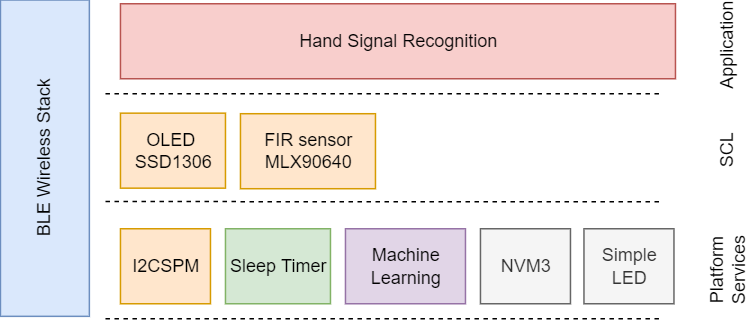 BLE Wireless Stack
Hand Signal Recognition
Application
OLED
SSD1306
FIR sensor
MLX90640
SCL
I2CSPM
Sleep Timer
Machine
Learning
NVM3
Simple
LED
Platform
Services